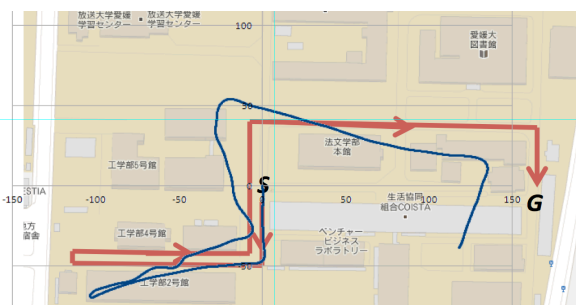 放送大学愛媛
学習センター
放送大学愛媛
学習センター
100
愛媛大
図書館
50
法文学部
本館
工学部5号館
S
0
ESTIA
-150
-100
-50
0
50
100
150
生活協同
組合COISTA
G
工学部4号館
ベンチャー
ビジネス
ラボラトリー
-50
工学部2号館